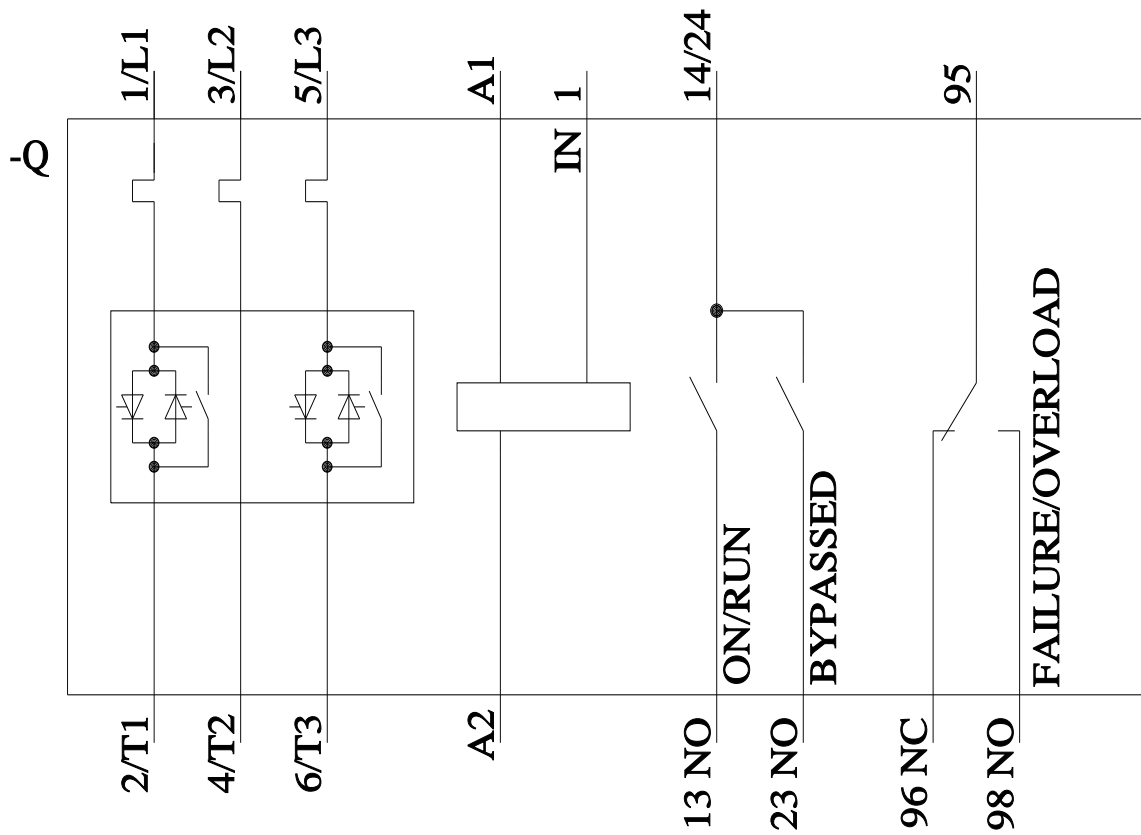 1/L1
3/L2
5/L3
A1
1
14/24
95
-Q
IN
ON/RUN
BYPASSED
FAILURE/OVERLOAD
2/T1
4/T2
6/T3
A2
13 NO
23 NO
96 NC
98 NO